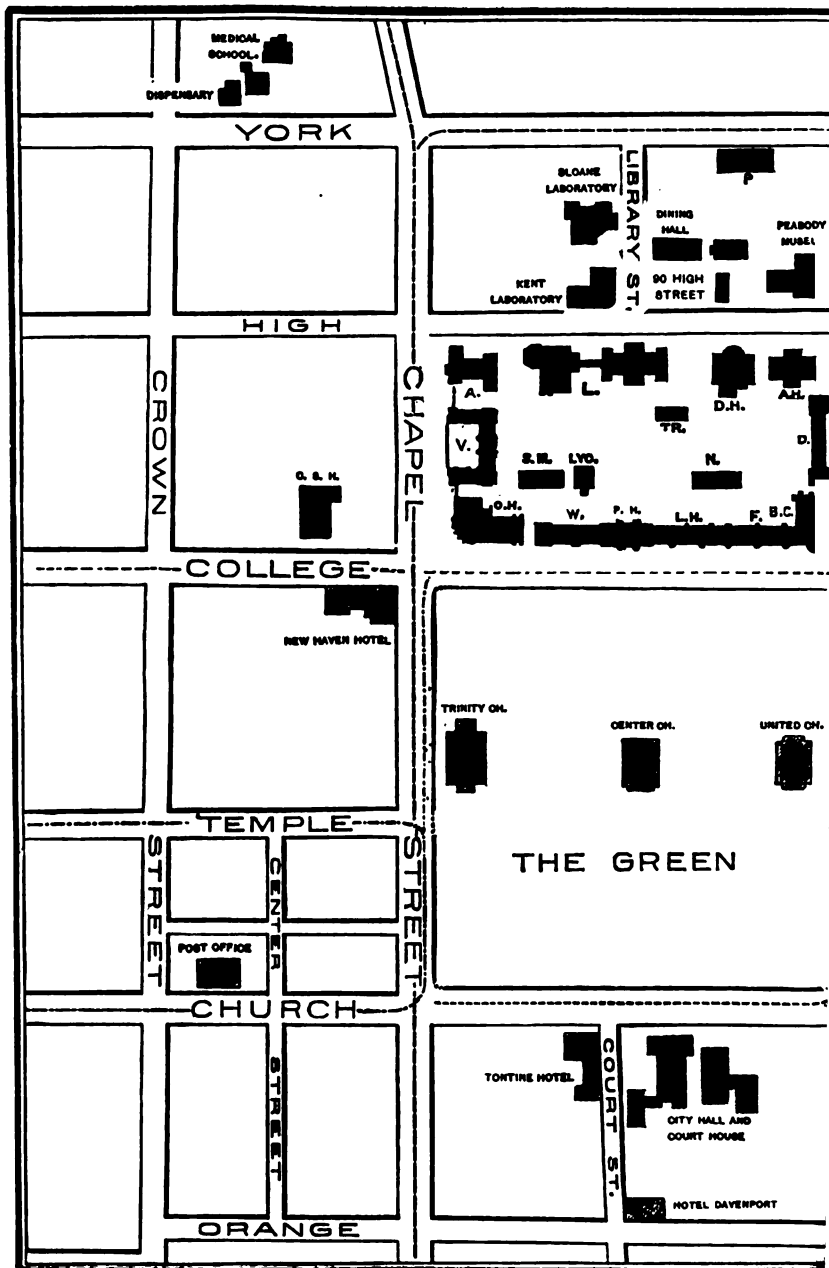 MEDICAL
SCHOOL.
DISPENSARY
YORK
SLOANE
LABORATORY
LIBRARY ST.
P
DINING
HALL
PEABODY
KENT
LABORATORY
90 HIGH
STREET
HIGH
CROWN
CHAPEL
A.
L.
D.H.
A.H.
TR.
V.
D.
S.M.
LYC.
N.
C. S. H.
O.H.
W.
P. H.
L.H.
F.
B.C.
COLLEGE
NEW HAVEN HOTEL
TRINITY CH.
CENTER CH.
UNITED CH.
TEMPLE
STREET
CENTER
STREET
THE GREEN
POST OFFICE
CHURCH
STREET
TONTINE HOTEL
COURT ST.
CITY HALL AND
COURT HOUSE
HOTEL DAVENPORT
ORANGE